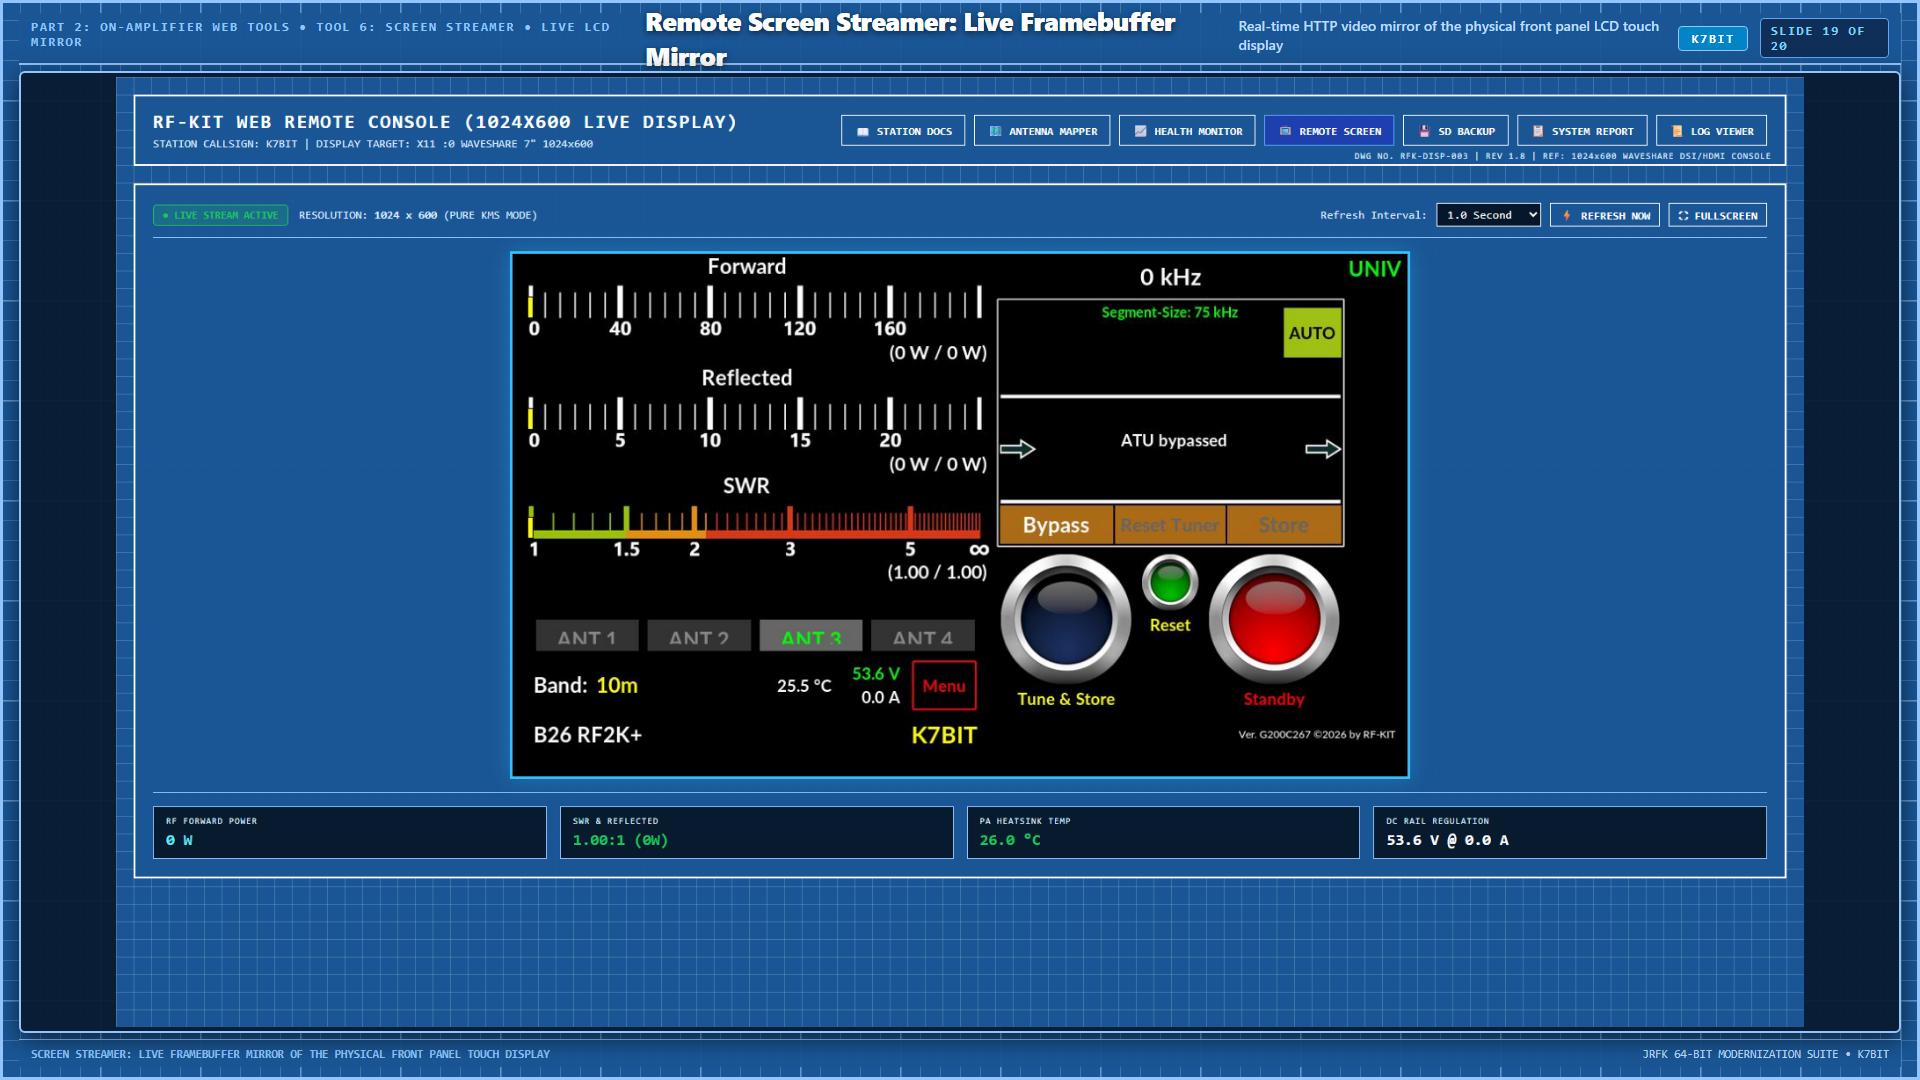 PART 2: ON-AMPLIFIER WEB TOOLS • TOOL 6: SCREEN STREAMER • LIVE LCD
MIRROR
Remote Screen Streamer: Live Framebuffer
Mirror
Real-time HTTP video mirror of the physical front panel LCD touch
display
K7BIT
SLIDE 19 OF
20
RF-KIT WEB REMOTE CONSOLE (1024X600 LIVE DISPLAY)
STATION CALLSIGN: K7BIT | DISPLAY TARGET: X11 :0 WAVESHARE 7" 1024x600
STATION DOCS
ANTENNA MAPPER
HEALTH MONITOR
REMOTE SCREEN
SD BACKUP
SYSTEM REPORT
LOG VIEWER
DWG NO. RFK-DISP-003 | REV 1.8 | REF: 1024x600 WAVESHARE DSI/HDMI CONSOLE
● LIVE STREAM ACTIVE
RESOLUTION: 1024 x 600 (PURE KMS MODE)
Refresh Interval:
1.0 Second
REFRESH NOW
FULLSCREEN
Forward
0 40 80 120 160
(0 W / 0 W)
Reflected
0 5 10 15 20
(0 W / 0 W)
SWR
1 1.5 2 3 5 ∞
(1.00 / 1.00)
ANT 1
ANT 2
ANT 3
ANT 4
Band: 10m
25.5 °C
53.6 V
0.0 A
Menu
B26 RF2K+
K7BIT
0 kHz
UNIV
Segment-Size: 75 kHz
AUTO
ATU bypassed
Bypass
Reset Tuner
Store
Reset
Tune & Store
Standby
Ver. G200C267 ©2026 by RF-KIT
RF FORWARD POWER
0 W
SWR & REFLECTED
1.00:1 (0W)
PA HEATSINK TEMP
26.0 °C
DC RAIL REGULATION
53.6 V @ 0.0 A
SCREEN STREAMER: LIVE FRAMEBUFFER MIRROR OF THE PHYSICAL FRONT PANEL TOUCH DISPLAY
JRFK 64-BIT MODERNIZATION SUITE • K7BIT